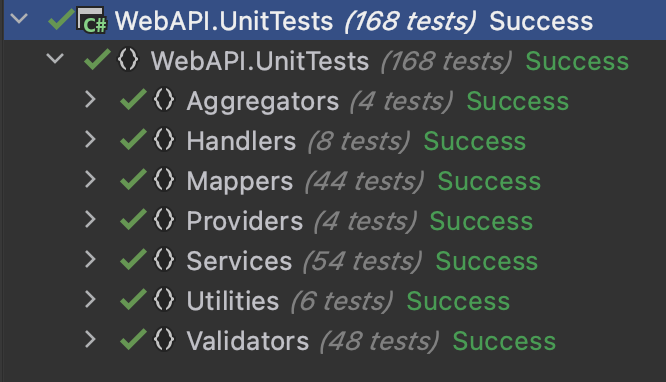 C# WebAPI.UnitTests (168 tests) Success
WebAPI.UnitTests (168 tests) Success
Aggregators (4 tests) Success
Handlers (8 tests) Success
Mappers (44 tests) Success
Providers (4 tests) Success
Services (54 tests) Success
Utilities (6 tests) Success
Validators (48 tests) Success